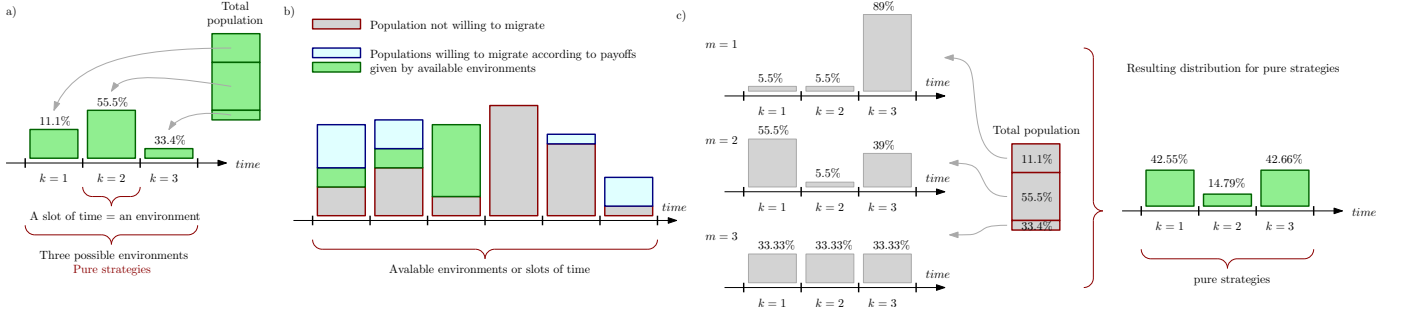 a)
Total
population
11.1%
55.5%
33.4%
time
k = 1
k = 2
k = 3
A slot of time = an environment
Three possible environments
Pure strategies
b)
Population not willing to migrate
Populations willing to migrate according to payoffs
given by available environments
time
Avalable environments or slots of time
c)
m = 1
5.5%
5.5%
89%
time
k = 1
k = 2
k = 3
m = 2
55.5%
5.5%
39%
time
k = 1
k = 2
k = 3
m = 3
33.33%
33.33%
33.33%
time
k = 1
k = 2
k = 3
Total population
11.1%
55.5%
33.4%
Resulting distribution for pure strategies
42.55%
14.79%
42.66%
time
k = 1
k = 2
k = 3
pure strategies